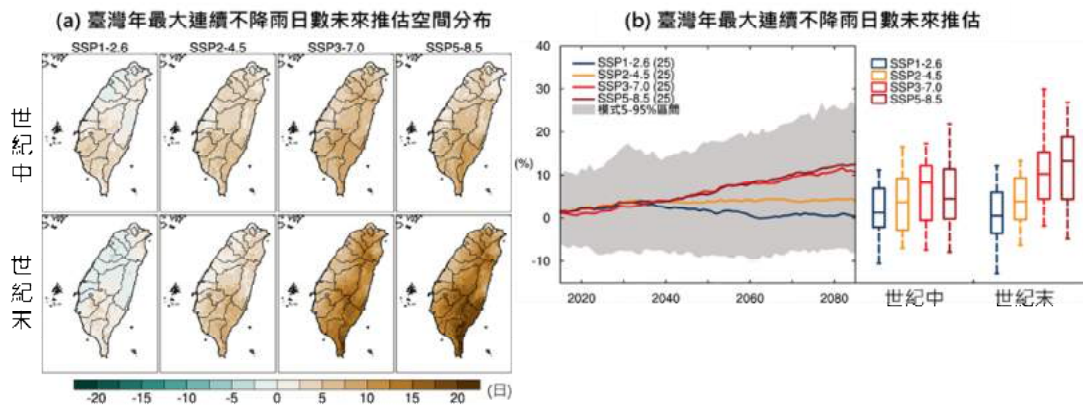 (a) 臺灣年最大連續不降雨日數未來推估空間分布
SSP1-2.6 SSP2-4.5 SSP3-7.0 SSP5-8.5
世紀中
世紀末
-20 -15 -10 -5 0 5 10 15 20 (日)
(b) 臺灣年最大連續不降雨日數未來推估
40
30
20
10
0
-10
(%)
SSP1-2.6 (25)
SSP2-4.5 (25)
SSP3-7.0 (25)
SSP5-8.5 (25)
模式5-95%區間
2020 2040 2060 2080
SSP1-2.6
SSP2-4.5
SSP3-7.0
SSP5-8.5
世紀中 世紀末